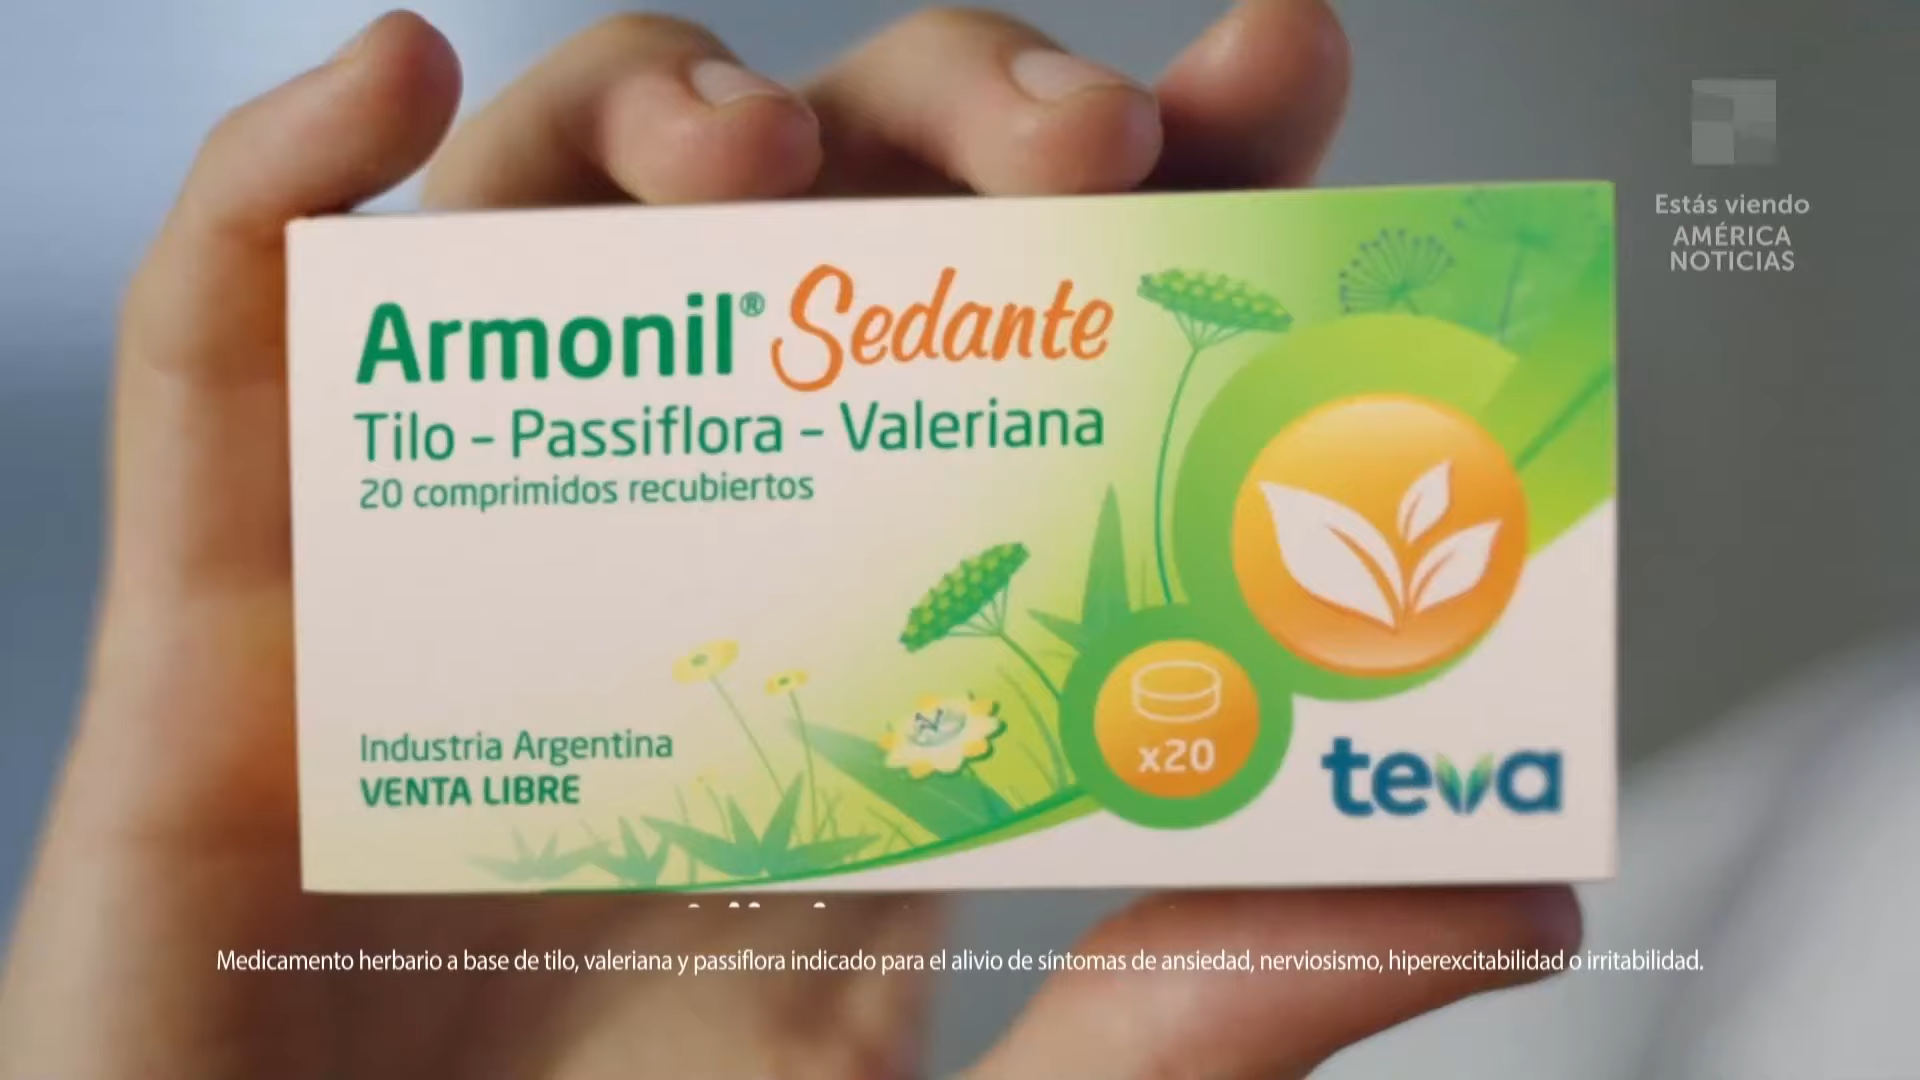 Estás viendo
AMÉRICA
NOTICIAS
Armonil® Sedante
Tilo - Passiflora - Valeriana
20 comprimidos recubiertos
Industria Argentina
VENTA LIBRE
x20
teva
Medicamento herbario a base de tilo, valeriana y passiflora indicado para el alivio de síntomas de ansiedad, nerviosismo, hiperexcitabilidad o irritabilidad.